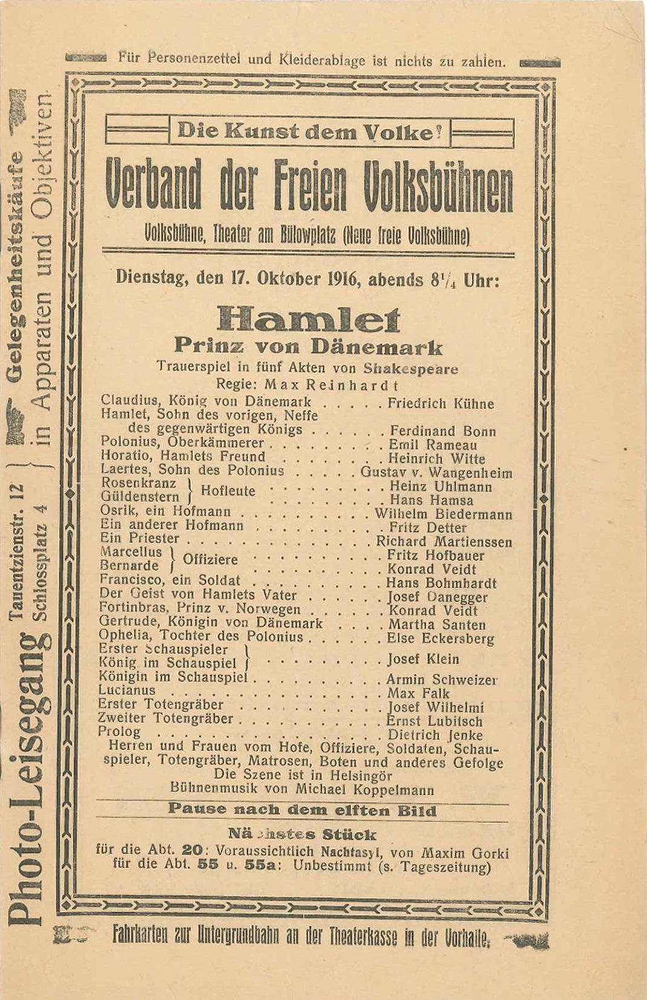 Für Personenzettel und Kleiderablage ist nichts zu zahlen.
Die Kunst dem Volke!
Verband der Freien Volksbühnen
Volksbühne, Theater am Bülowplatz (Neue freie Volksbühne)
Dienstag, den 17. Oktober 1916, abends 8¼ Uhr:
Hamlet
Prinz von Dänemark
Trauerspiel in fünf Akten von Shakespeare
Regie: Max Reinhardt
Claudius, König von Dänemark . . . . . Friedrich Kühne
Hamlet, Sohn des vorigen, Neffe
des gegenwärtigen Königs . . . . . . Ferdinand Bonn
Polonius, Oberkämmerer . . . . . . . . . Emil Rameau
Horatio, Hamlets Freund . . . . . . . . Heinrich Witte
Laertes, Sohn des Polonius . . . . . Gustav v. Wangenheim
Rosenkranz } Hofleute . . . . . . . . . Heinz Uhlmann
Güldenstern } . . . . . . . . . Hans Hamsa
Osrik, ein Hofmann . . . . . . . . . . Wilhelm Biedermann
Ein anderer Hofmann . . . . . . . . . . Fritz Detter
Ein Priester . . . . . . . . . . . . . . Richard Martienssen
Marcellus } Offiziere . . . . . . . . . . Fritz Hofbauer
Bernarde } . . . . . . . . . . Konrad Veidt
Francisco, ein Soldat . . . . . . . . . . Hans Bohmhardt
Der Geist von Hamlets Vater . . . . . . Josef Danegger
Fortinbras, Prinz v. Norwegen . . . . . . Konrad Veidt
Gertrude, Königin von Dänemark . . . . Martha Santen
Ophelia, Tochter des Polonius . . . . . . Else Eckersberg
Erster Schauspieler }
König im Schauspiel } . . . . . . . . . Josef Klein
Königin im Schauspiel . . . . . . . . . . Armin Schweizer
Lucianus . . . . . . . . . . . . . . . Max Falk
Erster Totengräber . . . . . . . . . . Josef Wilhelmi
Zweiter Totengräber . . . . . . . . . . . Ernst Lubitsch
Prolog . . . . . . . . . . . . . . . . Dietrich Jenke
Herren und Frauen vom Hofe, Offiziere, Soldaten, Schau-
spieler, Totengräber, Matrosen, Boten und anderes Gefolge
Die Szene ist in Helsingör
Bühnenmusik von Michael Koppelmann
Pause nach dem elften Bild
Nächstes Stück
für die Abt. 20: Voraussichtlich Nachtasyl, von Maxim Gorki
für die Abt. 55 u. 55a: Unbestimmt (s. Tageszeitung)
Fahrkarten zur Untergrundbahn an der Theaterkasse in der Vorhalle.
Photo-Leisegang
Tauentzienstr. 12
Schlossplatz 4
Gelegenheitskäufe
in Apparaten und Objektiven.